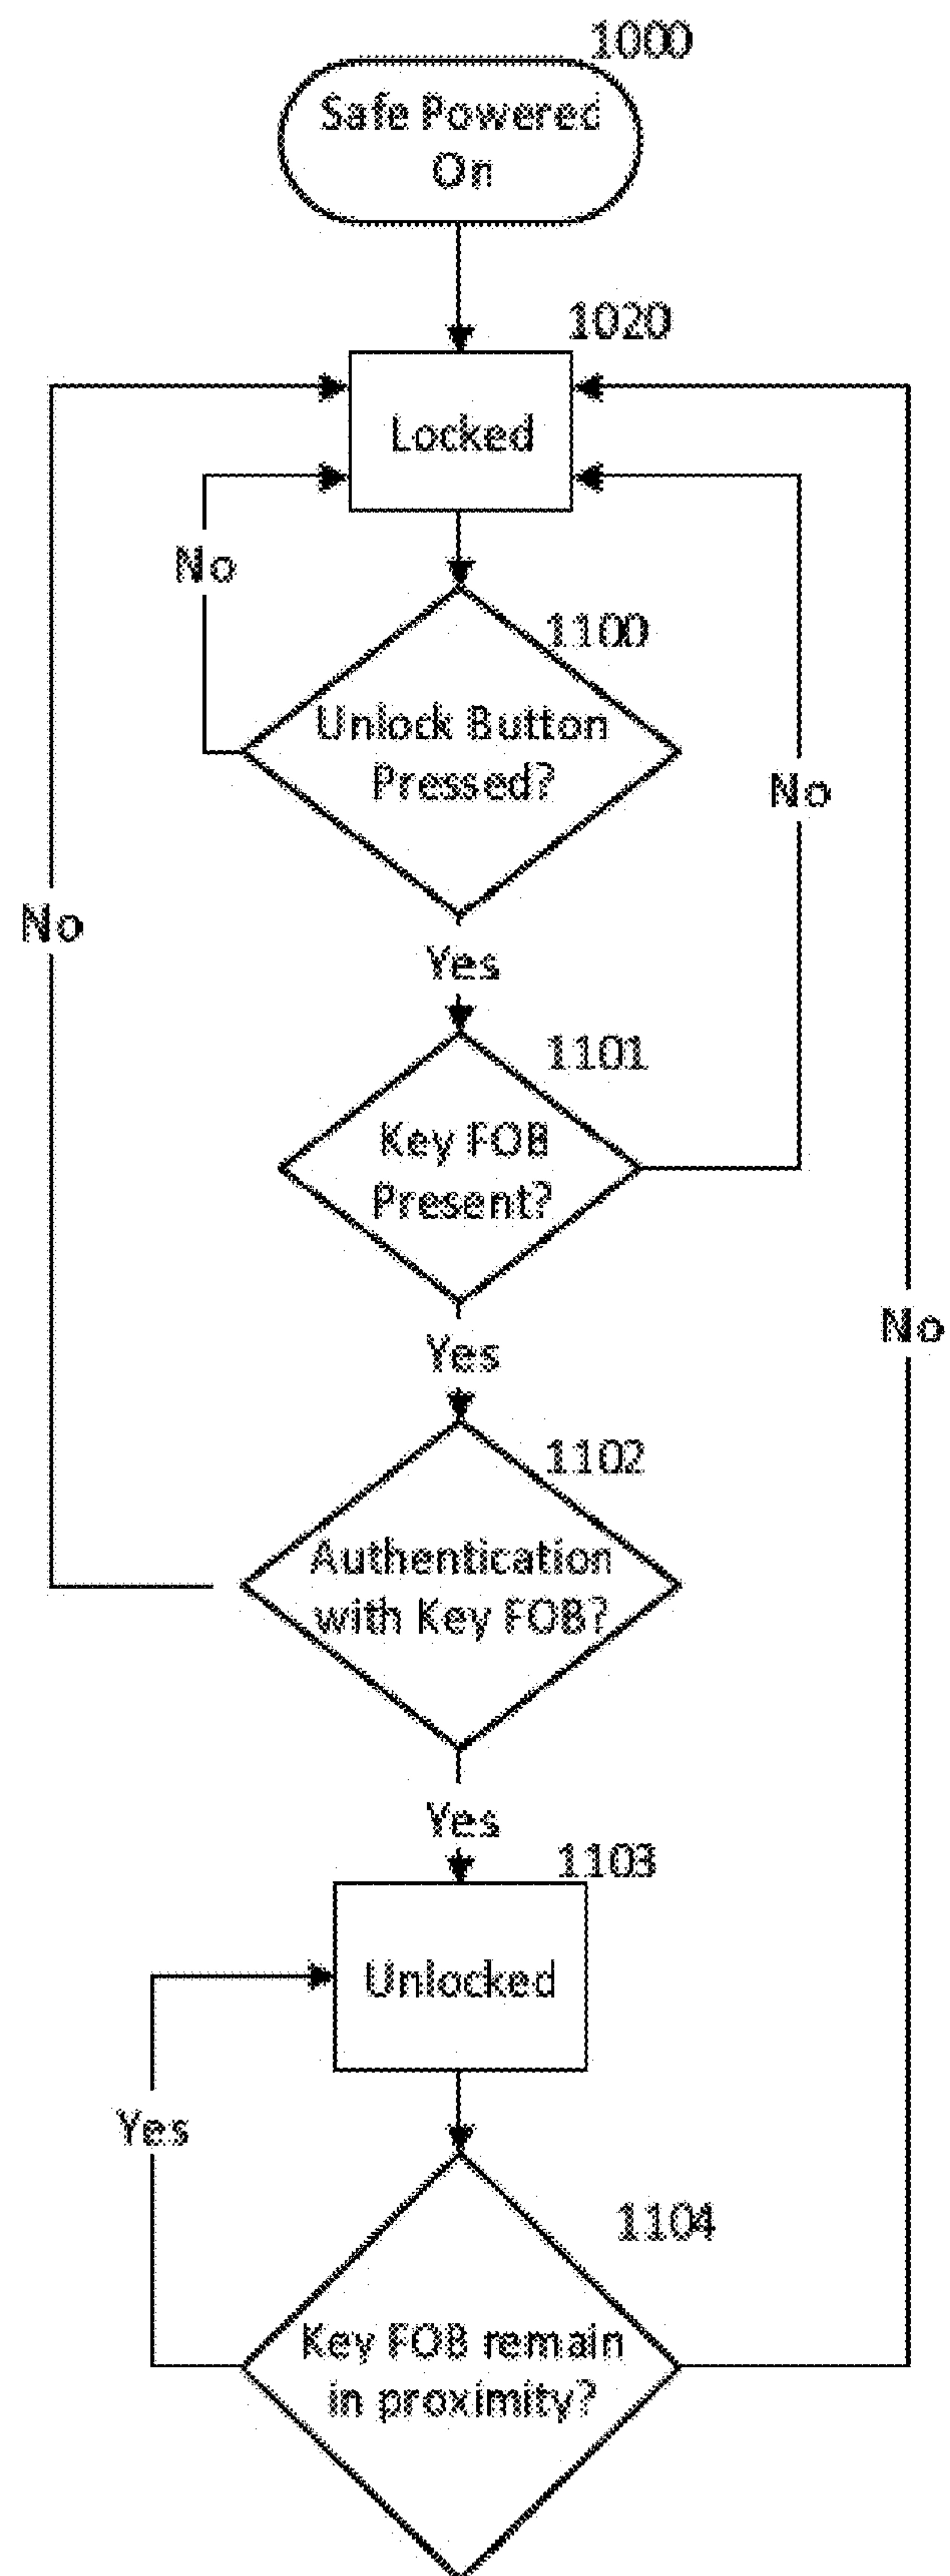 1000
Safe Powered
On
1020
Locked
No
1100
Unlock Button
Pressed?
No
No
Yes
1101
Key FOB
Present?
No
Yes
1102
Authentication
with Key FOB?
Yes
1103
Unlocked
Yes
1104
Key FOB remain
in proximity?